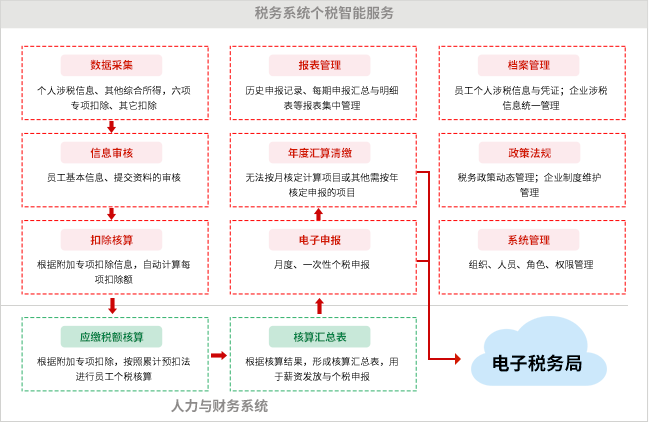 税务系统个税智能服务
数据采集
个人涉税信息、其他综合所得，六项
专项扣除、其它扣除
信息审核
员工基本信息、提交资料的审核
扣除核算
根据附加专项扣除信息，自动计算每
项扣除额
应缴税额核算
根据附加专项扣除，按照累计预扣法
进行员工个税核算
报表管理
历史申报记录、每期申报汇总与明细
表等报表集中管理
年度汇算清缴
无法按月核定计算项目或其他需按年
核定申报的项目
电子申报
月度、一次性个税申报
核算汇总表
根据核算结果，形成核算汇总表，用
于薪资发放与个税申报
档案管理
员工个人涉税信息与凭证；企业涉税
信息统一管理
政策法规
税务政策动态管理；企业制度维护
管理
系统管理
组织、人员、角色、权限管理
电子税务局
人力与财务系统